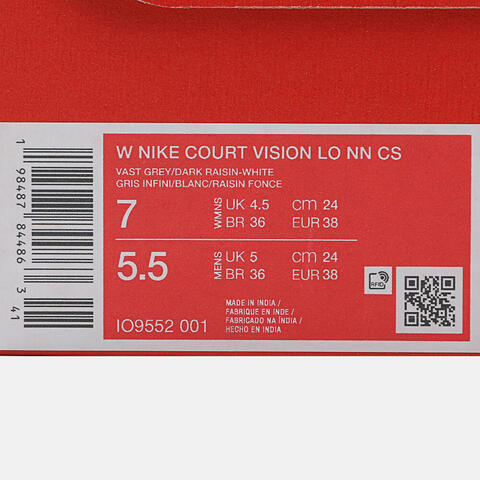 W NIKE COURT VISION LO NN CS
VAST GREY/DARK RAISIN-WHITE
GRIS INFINI/BLANC/RAISIN FONCE
7 WMNS UK 4.5 cm 24
BR 36 EUR 38
5.5 MENS UK 5 cm 24
BR 36 EUR 38
MADE IN INDIA /
FABRIQUE EN INDE /
FABRICADO NA ÍNDIA /
HECHO EN INDIA
IO9552 001
RFID
1 98487 84486 3 41